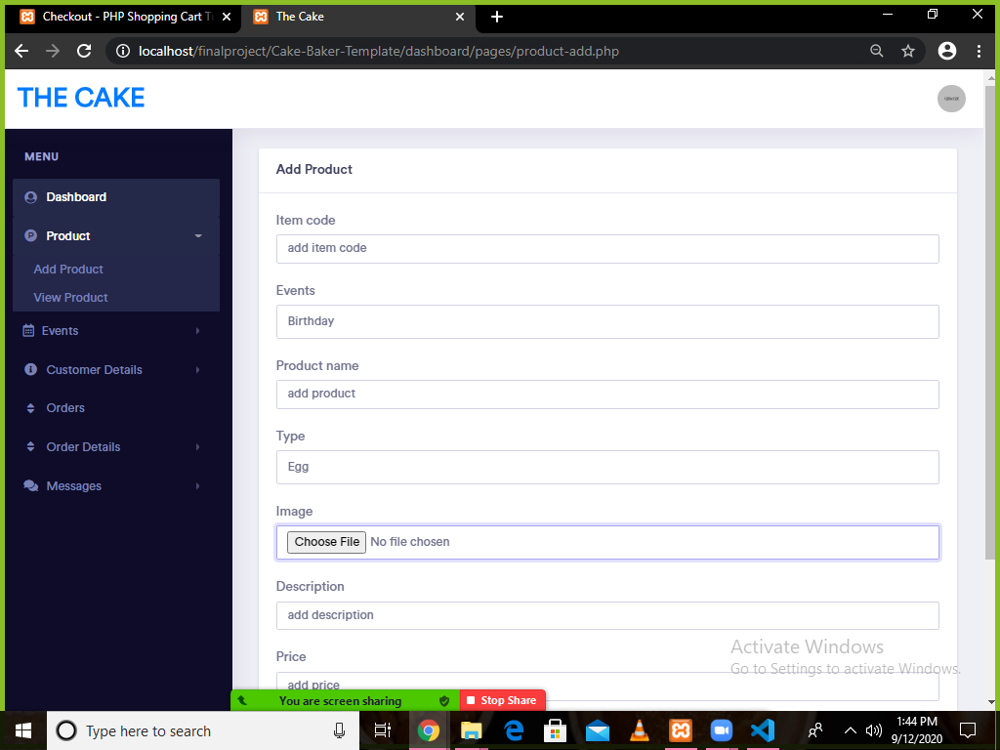 Checkout - PHP Shopping Cart Tu
The Cake
localhost/finalproject/Cake-Baker-Template/dashboard/pages/product-add.php
THE CAKE
MENU
Dashboard
Product
Add Product
View Product
Events
Customer Details
Orders
Order Details
Messages
Add Product
Item code
add item code
Events
Birthday
Product name
add product
Type
Egg
Image
Choose File No file chosen
Description
add description
Price
add price
Activate Windows
Go to Settings to activate Windows.
You are screen sharing
Stop Share
Type here to search
1:44 PM
9/12/2020